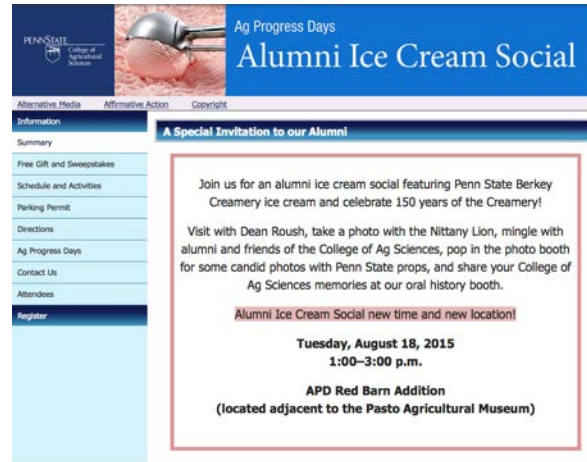 PENNSTATE
College of
Agricultural
Sciences
Ag Progress Days
Alumni Ice Cream Social
Alternative Media Affirmative Action Copyright
Information
A Special Invitation to our Alumni
Summary
Free Gift and Sweepstakes
Schedule and Activities
Parking Permit
Directions
Ag Progress Days
Contact Us
Attendees
Register
Join us for an alumni ice cream social featuring Penn State Berkey
Creamery ice cream and celebrate 150 years of the Creamery!
Visit with Dean Roush, take a photo with the Nittany Lion, mingle with
alumni and friends of the College of Ag Sciences, pop in the photo booth
for some candid photos with Penn State props, and share your College of
Ag Sciences memories at our oral history booth.
Alumni Ice Cream Social new time and new location!
Tuesday, August 18, 2015
1:00–3:00 p.m.
APD Red Barn Addition
(located adjacent to the Pasto Agricultural Museum)